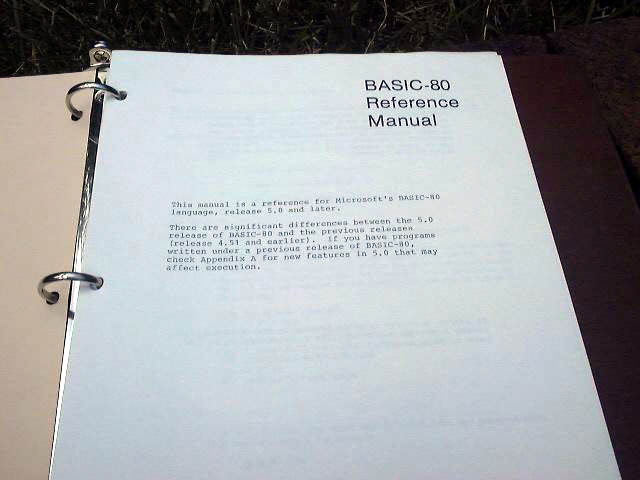 BASIC-80
Reference
Manual
This manual is a reference for Microsoft's BASIC-80
language, release 5.0 and later.
There are significant differences between the 5.0
release of BASIC-80 and the previous releases
(release 4.51 and earlier). If you have programs
written under a previous release of BASIC-80,
check Appendix A for new features in 5.0 that may
affect execution.